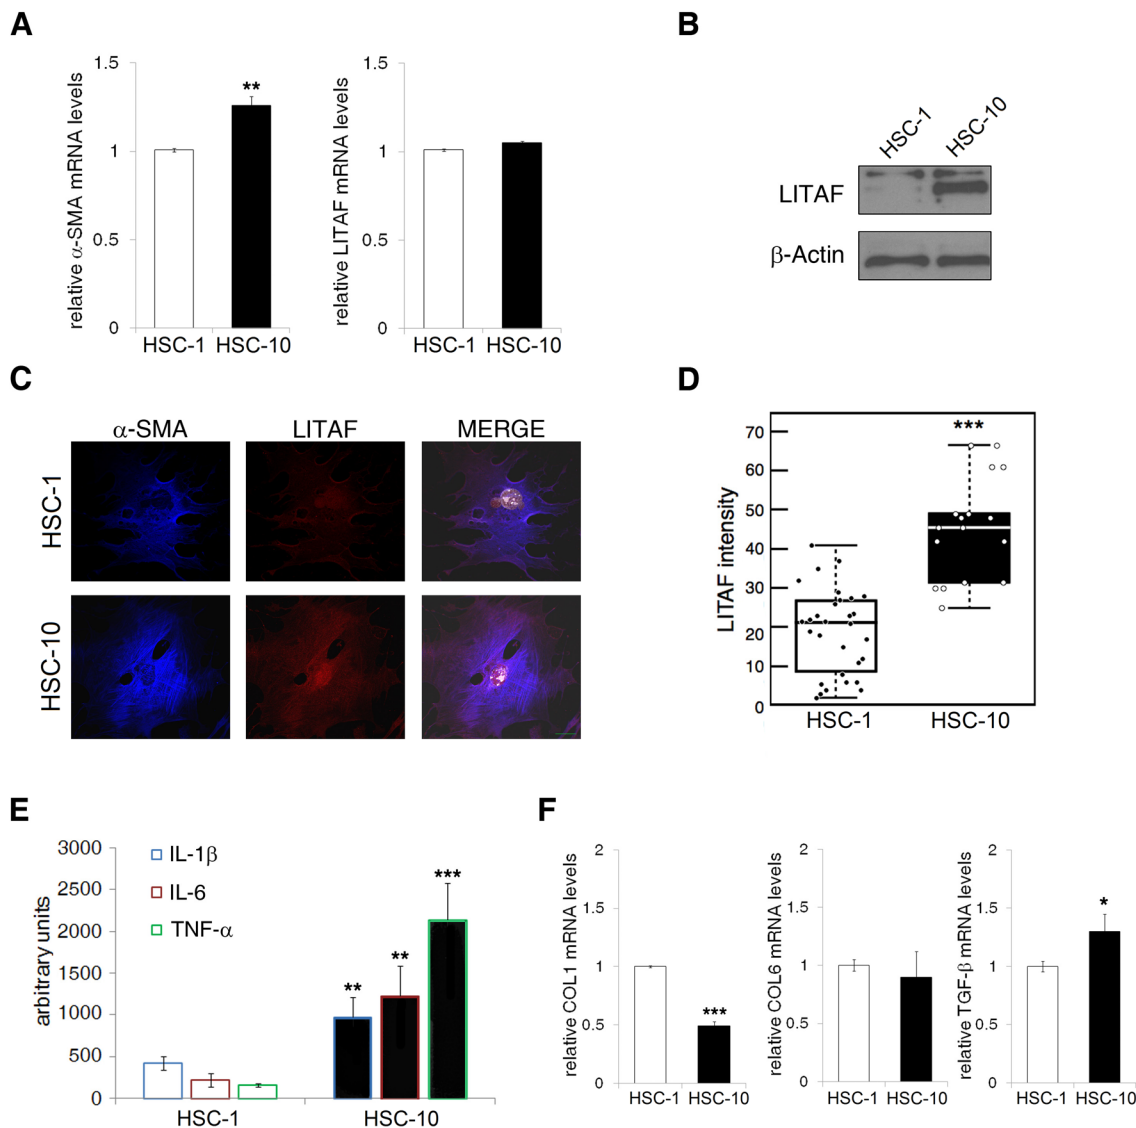 A
B
relative α-SMA mRNA levels
1.5
1
0.5
0
**
HSC-1 HSC-10
relative LITAF mRNA levels
1.5
1
0.5
0
HSC-1 HSC-10
HSC-1
HSC-10
LITAF
β-Actin
C
α-SMA LITAF MERGE
HSC-1
HSC-10
D
LITAF intensity
70
60
50
40
30
20
10
0
***
HSC-1 HSC-10
E
arbitrary units
3000
2500
2000
1500
1000
500
0
IL-1β
IL-6
TNF-α
**
**
***
HSC-1 HSC-10
F
relative COL1 mRNA levels
2
1.5
1
0.5
0
***
HSC-1 HSC-10
relative COL6 mRNA levels
2
1.5
1
0.5
0
HSC-1 HSC-10
relative TGF-β mRNA levels
2
1.5
1
0.5
0
*
HSC-1 HSC-10